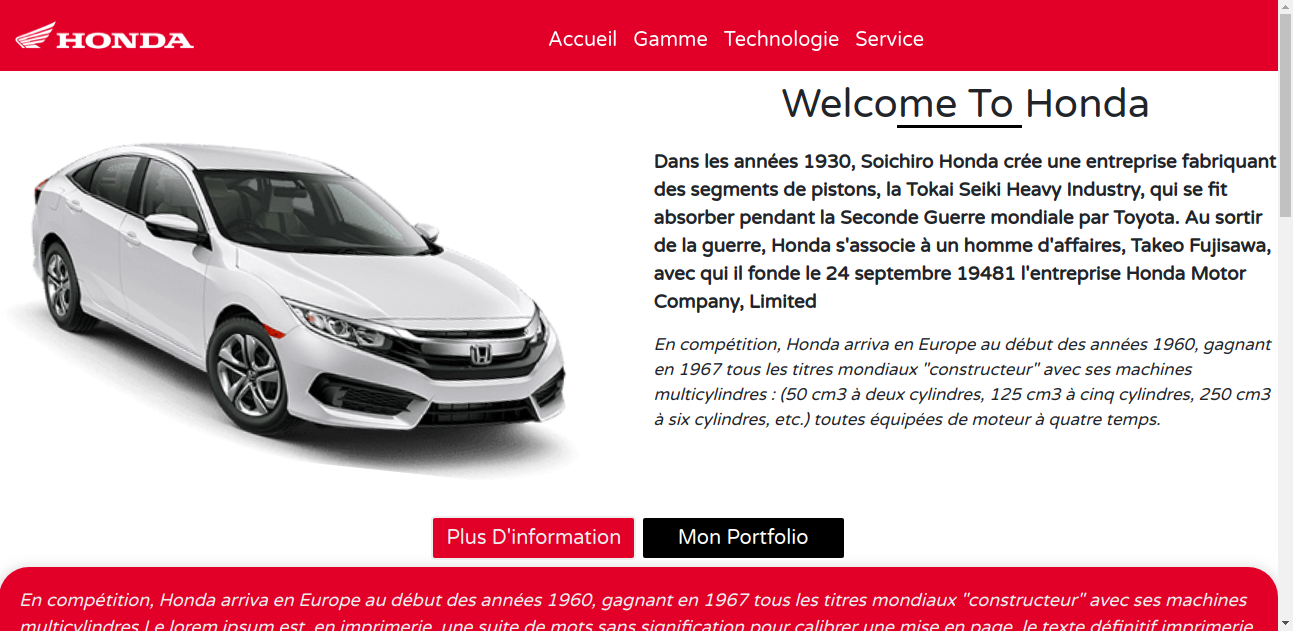 HONDA
Accueil Gamme Technologie Service
Welcome To Honda
Dans les années 1930, Soichiro Honda crée une entreprise fabriquant
des segments de pistons, la Tokai Seiki Heavy Industry, qui se fit
absorber pendant la Seconde Guerre mondiale par Toyota. Au sortir
de la guerre, Honda s'associe à un homme d'affaires, Takeo Fujisawa,
avec qui il fonde le 24 septembre 19481 l'entreprise Honda Motor
Company, Limited
En compétition, Honda arriva en Europe au début des années 1960, gagnant
en 1967 tous les titres mondiaux "constructeur" avec ses machines
multicylindres : (50 cm3 à deux cylindres, 125 cm3 à cinq cylindres, 250 cm3
à six cylindres, etc.) toutes équipées de moteur à quatre temps.
Plus D'information Mon Portfolio
En compétition, Honda arriva en Europe au début des années 1960, gagnant en 1967 tous les titres mondiaux "constructeur" avec ses machines
multicylindres Le lorem ipsum est, en imprimerie, une suite de mots sans signification pour calibrer une mise en page, le texte définitif imprimerie